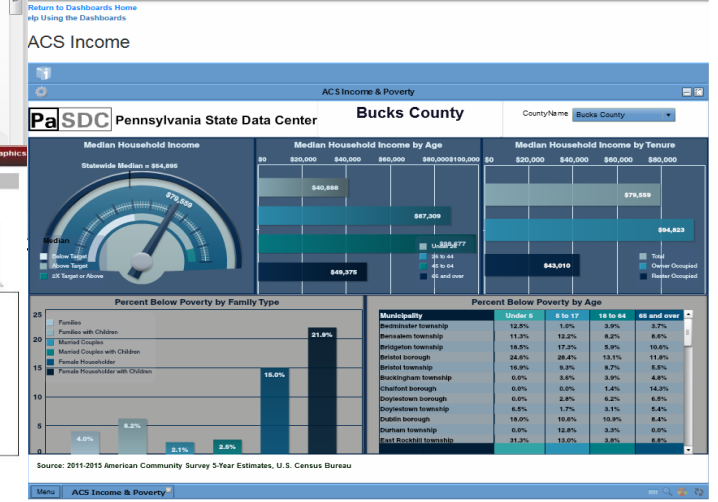 Return to Dashboards Home
elp Using the Dashboards
ACS Income
ACS Income & Poverty
PaSDC Pennsylvania State Data Center
Bucks County
CountyName Bucks County
aphics
Median Household Income
Statewide Median = $54,895
$79,559
Median
Below Target
Above Target
2X Target or Above
Median Household Income by Age
$0 $20,000 $40,000 $60,000 $80,000$100,000
$40,888
$87,309
$49,375
25 to 44
45 to 64
65 and over
Median Household Income by Tenure
$0 $20,000 $40,000 $60,000 $80,000
$79,559
$94,823
$43,010
Total
Owner Occupied
Renter Occupied
Percent Below Poverty by Family Type
25
20
15
10
5
0
Families
Families with Children
Married Couples
Married Couples with Children
Female Householder
Female Householder with Children
4.0%
6.2%
2.1%
2.5%
15.0%
21.9%
Percent Below Poverty by Age
Municipality Under 5 5 to 17 18 to 64 65 and over
Bedminster township 12.5% 1.0% 3.9% 3.7%
Bensalem township 11.3% 12.2% 8.2% 8.6%
Bridgeton township 18.5% 17.3% 5.9% 10.6%
Bristol borough 24.6% 28.4% 13.1% 11.8%
Bristol township 16.9% 9.3% 8.7% 5.5%
Buckingham township 0.0% 3.6% 3.9% 4.8%
Chalfont borough 0.0% 0.0% 1.4% 14.3%
Doylestown borough 0.0% 2.8% 6.2% 6.5%
Doylestown township 6.5% 1.7% 3.1% 5.4%
Dublin borough 18.0% 10.6% 10.9% 8.4%
Durham township 0.0% 12.8% 3.3% 0.0%
East Rockhill township 31.3% 13.0% 3.8% 8.8%
Source: 2011-2015 American Community Survey 5-Year Estimates, U.S. Census Bureau
Menu ACS Income & Poverty